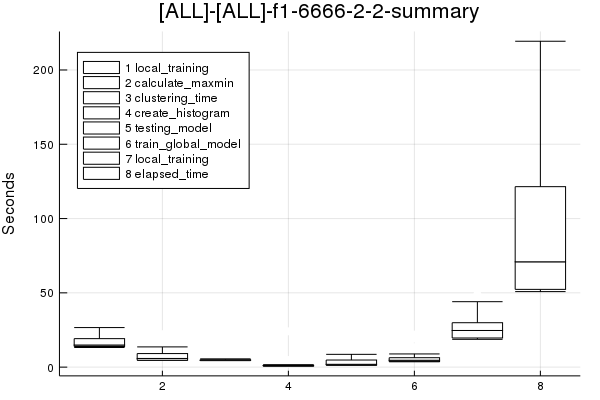 [ALL]-[ALL]-f1-6666-2-2-summary
1 local_training
2 calculate_maxmin
3 clustering_time
4 create_histogram
5 testing_model
6 train_global_model
7 local_training
8 elapsed_time
Seconds
200
150
100
50
0
2
4
6
8